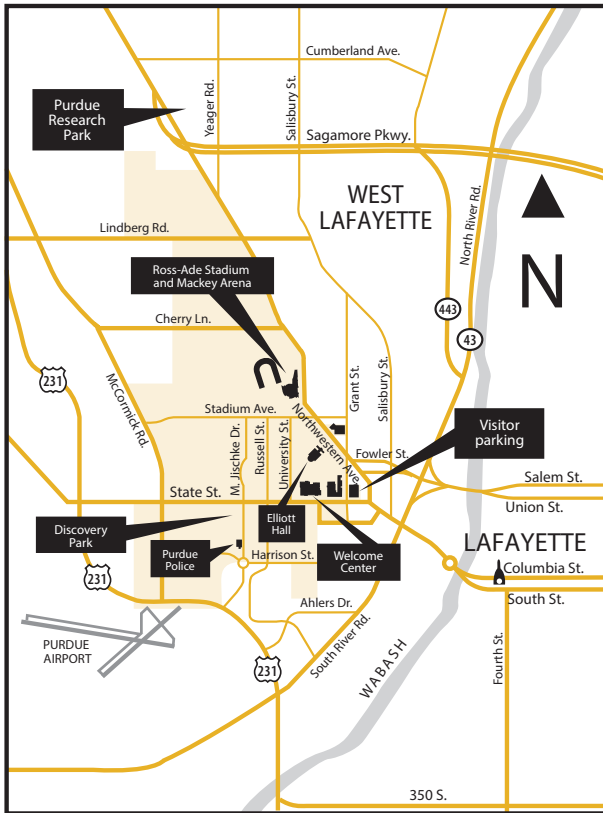 Cumberland Ave.
Purdue
Research
Park
Yeager Rd.
Salisbury St.
Sagamore Pkwy.
WEST
LAFAYETTE
North River Rd.
Lindberg Rd.
N
Ross-Ade Stadium
and Mackey Arena
443
Cherry Ln.
43
231
McCormick Rd.
Grant St.
Salisbury St.
Stadium Ave.
Northwestern Ave.
M. Jischke Dr.
Russell St.
University St.
Visitor
parking
Fowler St.
Salem St.
State St.
Union St.
Discovery
Park
Elliott
Hall
LAFAYETTE
Purdue
Police
Harrison St.
Welcome
Center
Columbia St.
231
South St.
Ahlers Dr.
PURDUE
AIRPORT
South River Rd.
231
WABASH
Fourth St.
350 S.